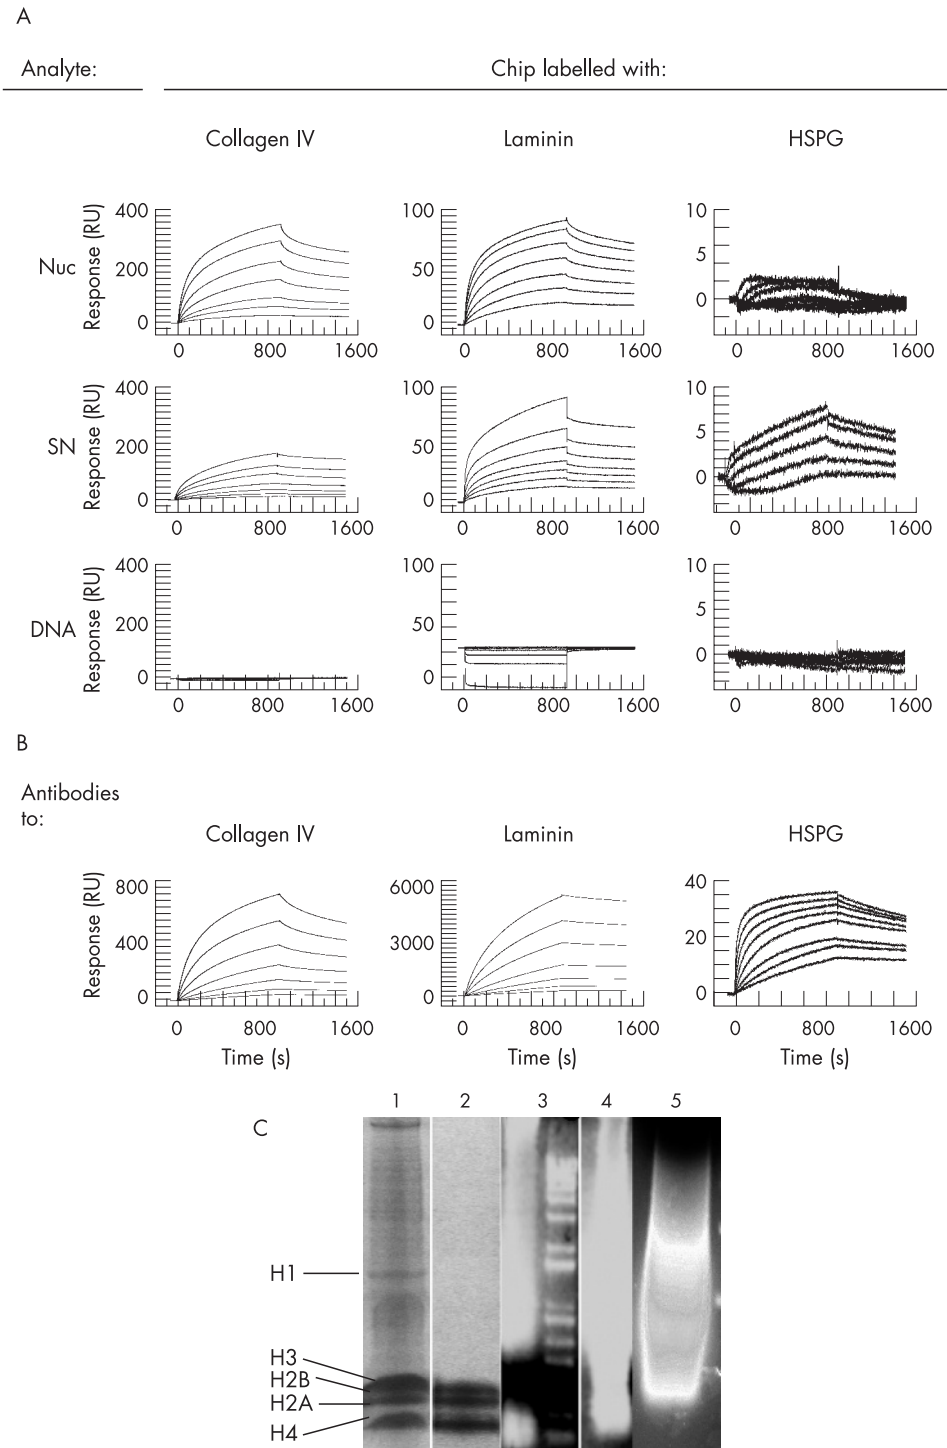 A
Analyte: Chip labelled with:
Collagen IV Laminin HSPG
Nuc
Response (RU)
400
200
0
0 800 1600
100
50
0
0 800 1600
10
5
0
0 800 1600
SN
Response (RU)
400
200
0
0 800 1600
100
50
0
0 800 1600
10
5
0
0 800 1600
DNA
Response (RU)
400
200
0
0 800 1600
100
50
0
0 800 1600
10
5
0
0 800 1600
B
Antibodies
to:
Collagen IV Laminin HSPG
Response (RU)
800
400
0
0 800 1600
Time (s)
6000
3000
0
0 800 1600
Time (s)
40
20
0
0 800 1600
Time (s)
C
1 2 3 4 5
H1
H3
H2B
H2A
H4